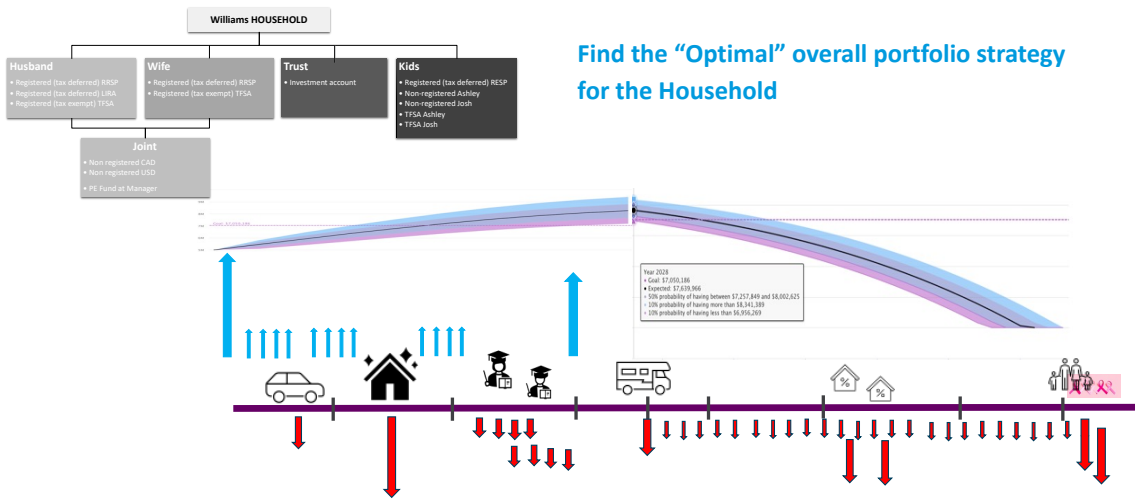 Williams HOUSEHOLD
Find the “Optimal” overall portfolio strategy
for the Household
Husband
• Registered (tax deferred) RRSP
• Registered (tax deferred) LIRA
• Registered (tax exempt) TFSA
Wife
• Registered (tax deferred) RRSP
• Registered (tax exempt) TFSA
Trust
• Investment account
Kids
• Registered (tax deferred) RESP
• Non-registered Ashley
• Non-registered Josh
• TFSA Ashley
• TFSA Josh
Joint
• Non registered CAD
• Non registered USD
• PE Fund at Manager
Year 2028
Goal: $7,050,186
Expected: $7,639,966
50% probability of having between $7,257,849 and $8,002,625
10% probability of having more than $8,341,389
10% probability of having less than $6,956,269
%
%